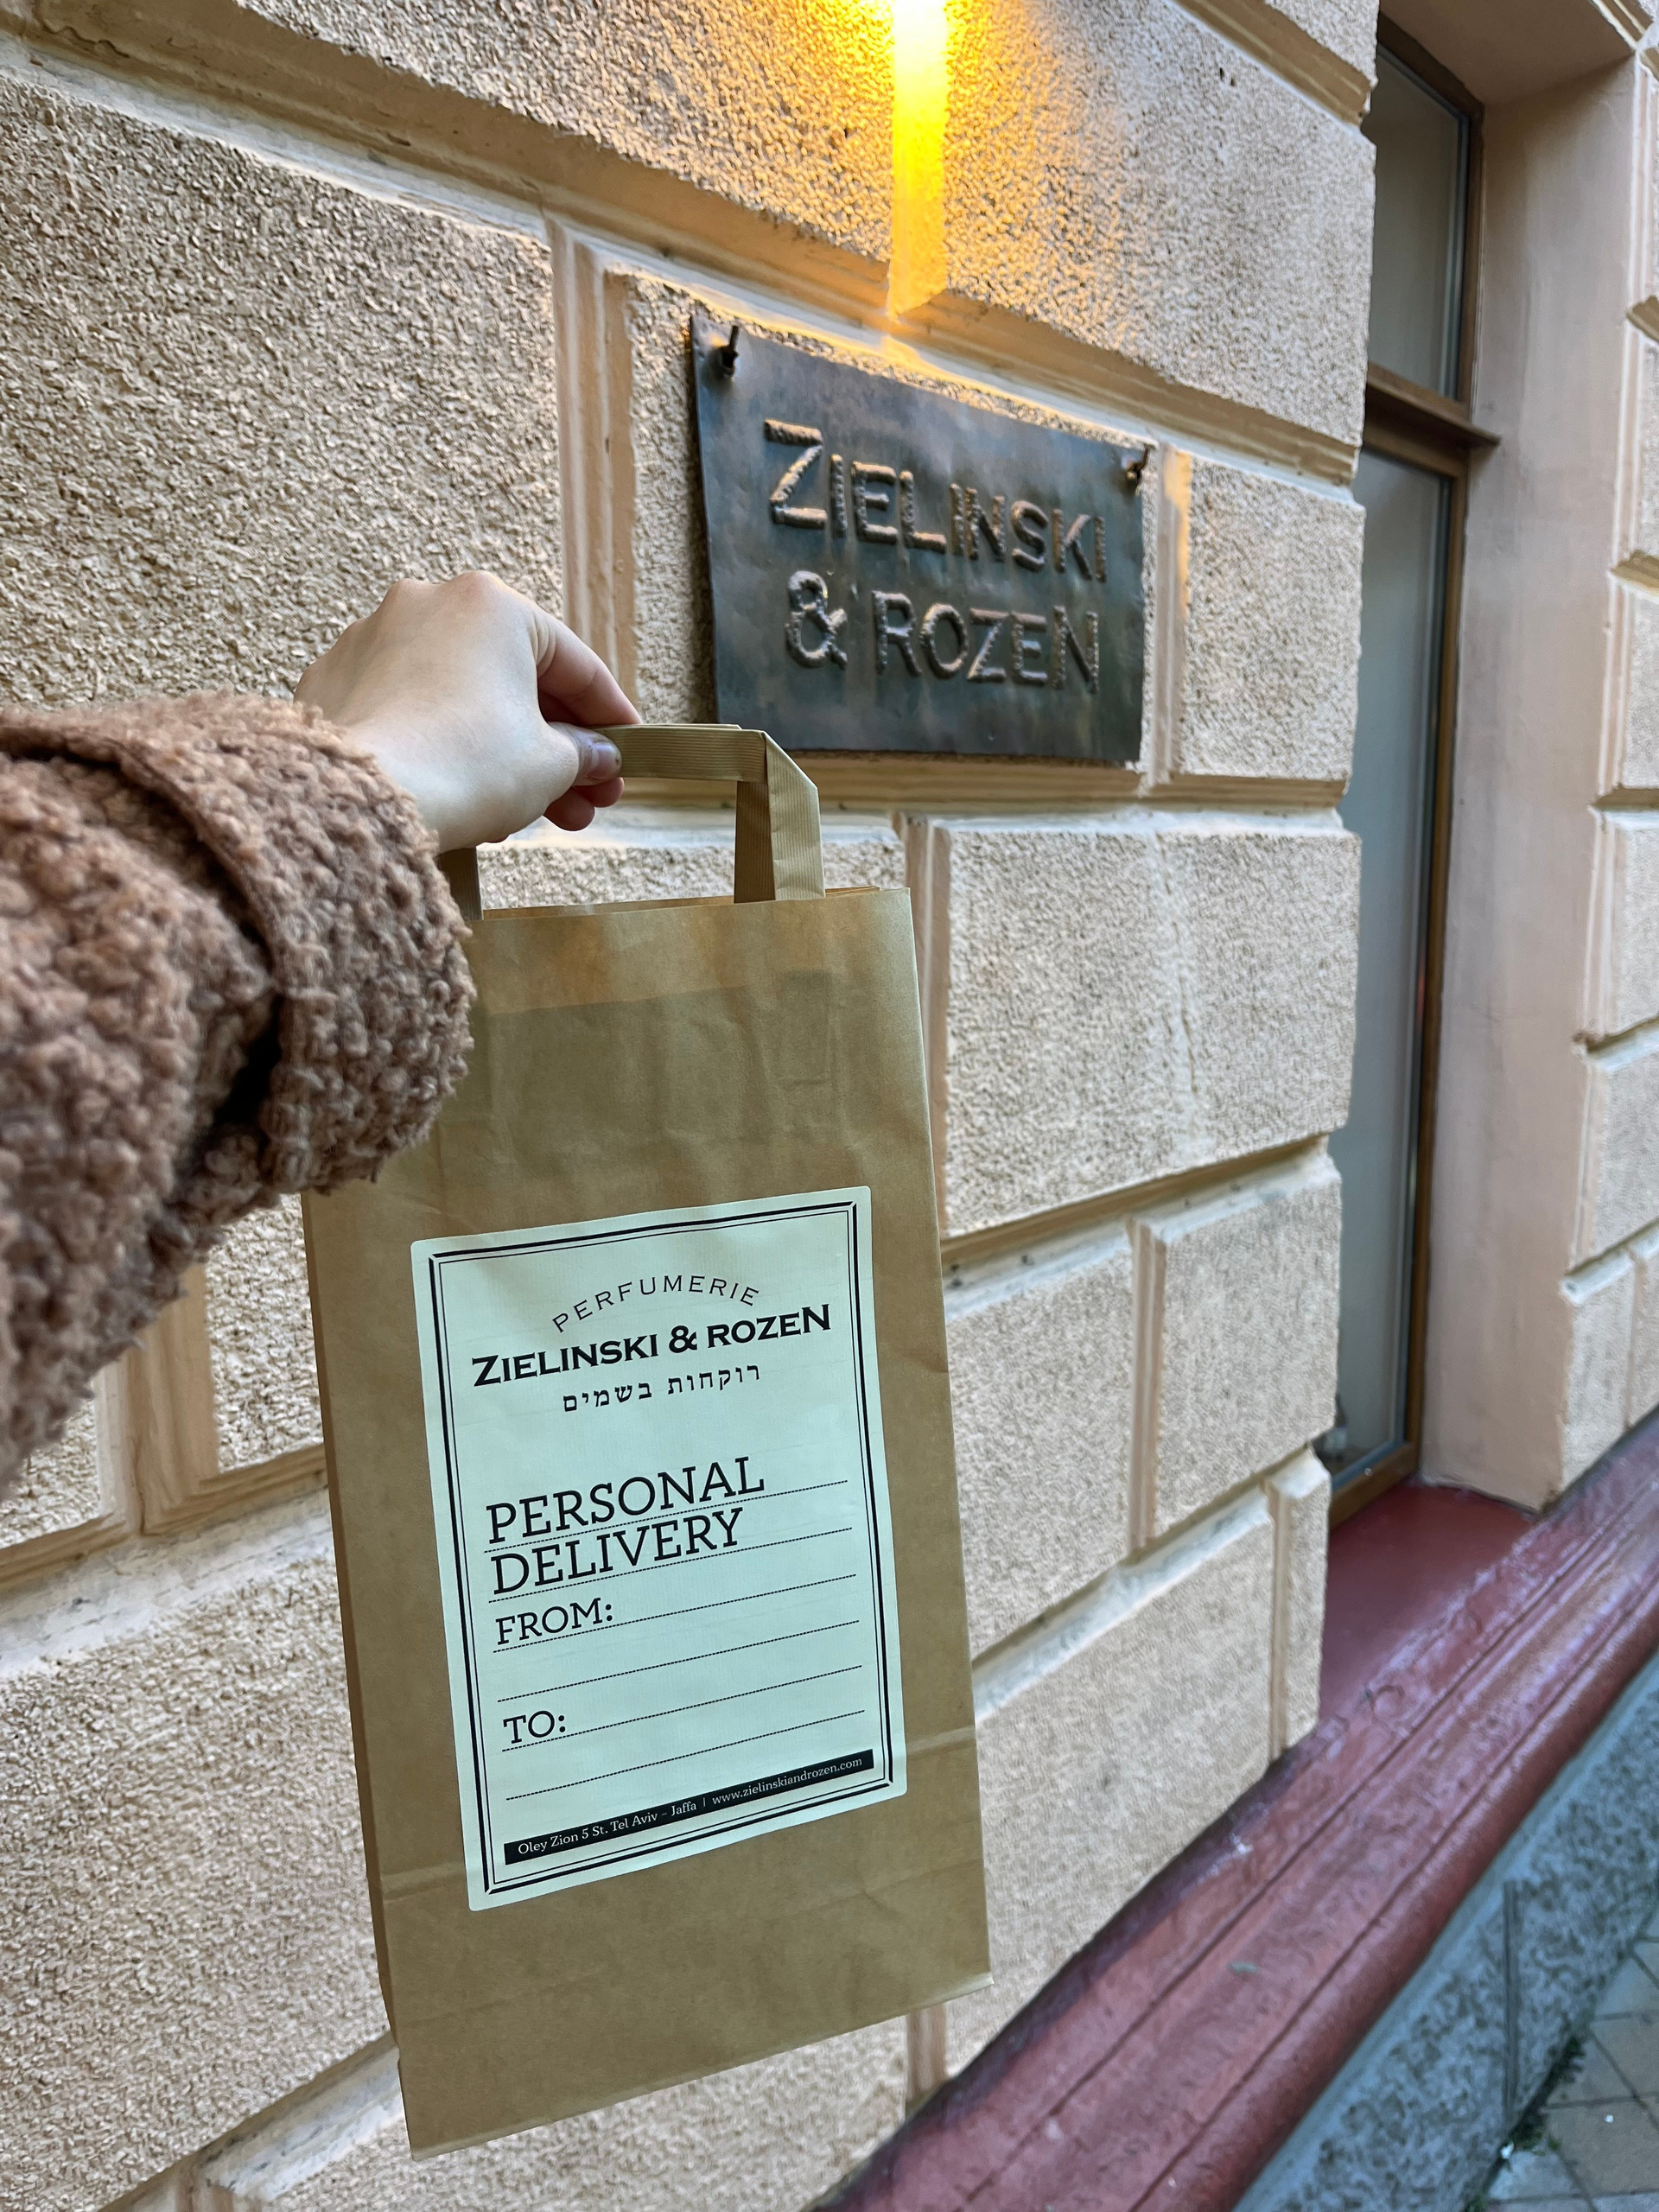 ZIELINSKI
& ROZEN
PERFUMERIE
ZIELINSKI & ROZEN
רוקחות בשמים
PERSONAL
DELIVERY
FROM:
TO:
Oley Zion 5 St. Tel Aviv - Jaffa | www.zielinskiandrozen.com